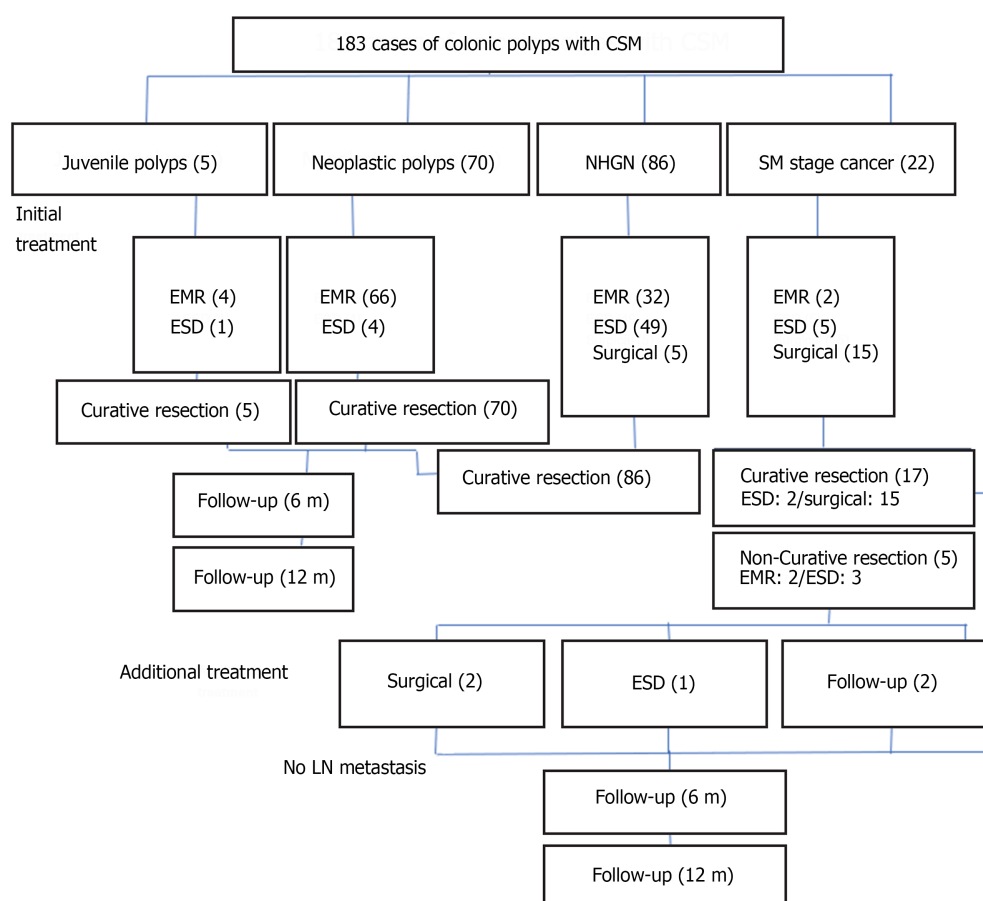 183 cases of colonic polyps with CSM
Juvenile polyps (5)
Neoplastic polyps (70)
NHGN (86)
SM stage cancer (22)
Initial
treatment
EMR (4)
ESD (1)
EMR (66)
ESD (4)
EMR (32)
ESD (49)
Surgical (5)
EMR (2)
ESD (5)
Surgical (15)
Curative resection (5)
Curative resection (70)
Curative resection (86)
Curative resection (17)
ESD: 2/surgical: 15
Follow-up (6 m)
Follow-up (12 m)
Non-Curative resection (5)
EMR: 2/ESD: 3
Additional treatment
Surgical (2)
ESD (1)
Follow-up (2)
No LN metastasis
Follow-up (6 m)
Follow-up (12 m)